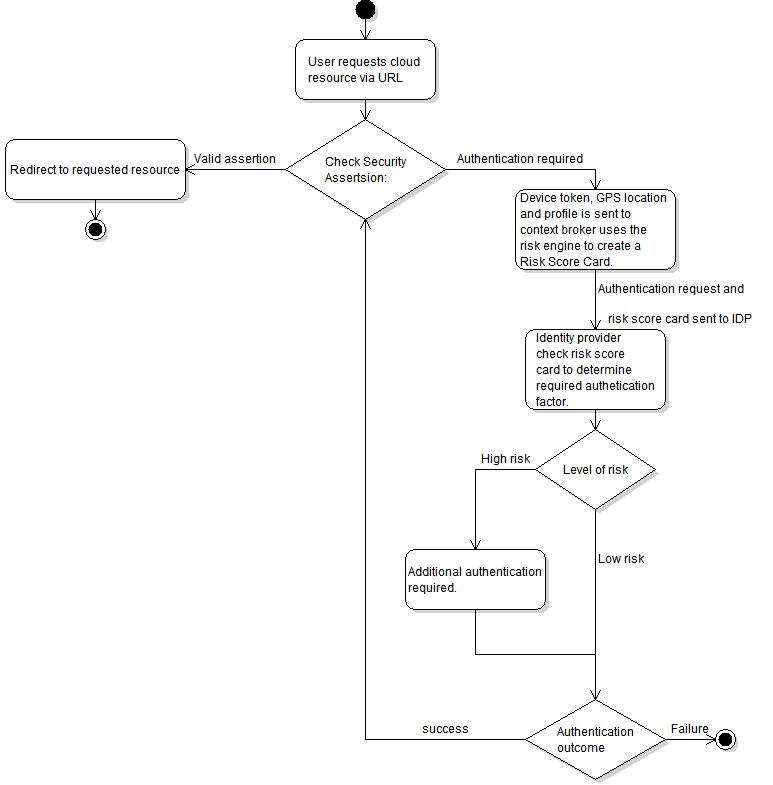 User requests cloud
resource via URL
Valid assertion
Check Security
Assertsion:
Authentication required
Redirect to requested resource
Device token, GPS location
and profile is sent to
context broker uses the
risk engine to create a
Risk Score Card.
Authentication request and
risk score card sent to IDP
Identity provider
check risk score
card to determine
required authetication
factor.
High risk
Level of risk
Low risk
Additional authentication
required.
success
Authentication
outcome
Failure